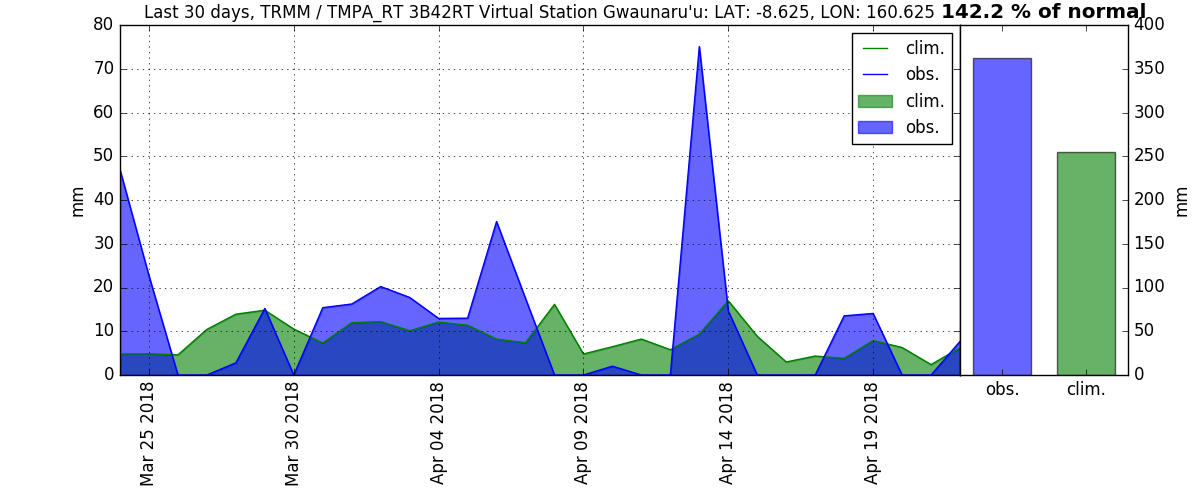 Last 30 days, TRMM / TMPA_RT 3B42RT Virtual Station Gwaunaru'u: LAT: -8.625, LON: 160.625 142.2 % of normal
80
70
60
50
40
30
20
10
0
mm
clim.
obs.
clim.
obs.
400
350
300
250
200
150
100
50
0
mm
obs.
clim.
Mar 25 2018
Mar 30 2018
Apr 04 2018
Apr 09 2018
Apr 14 2018
Apr 19 2018